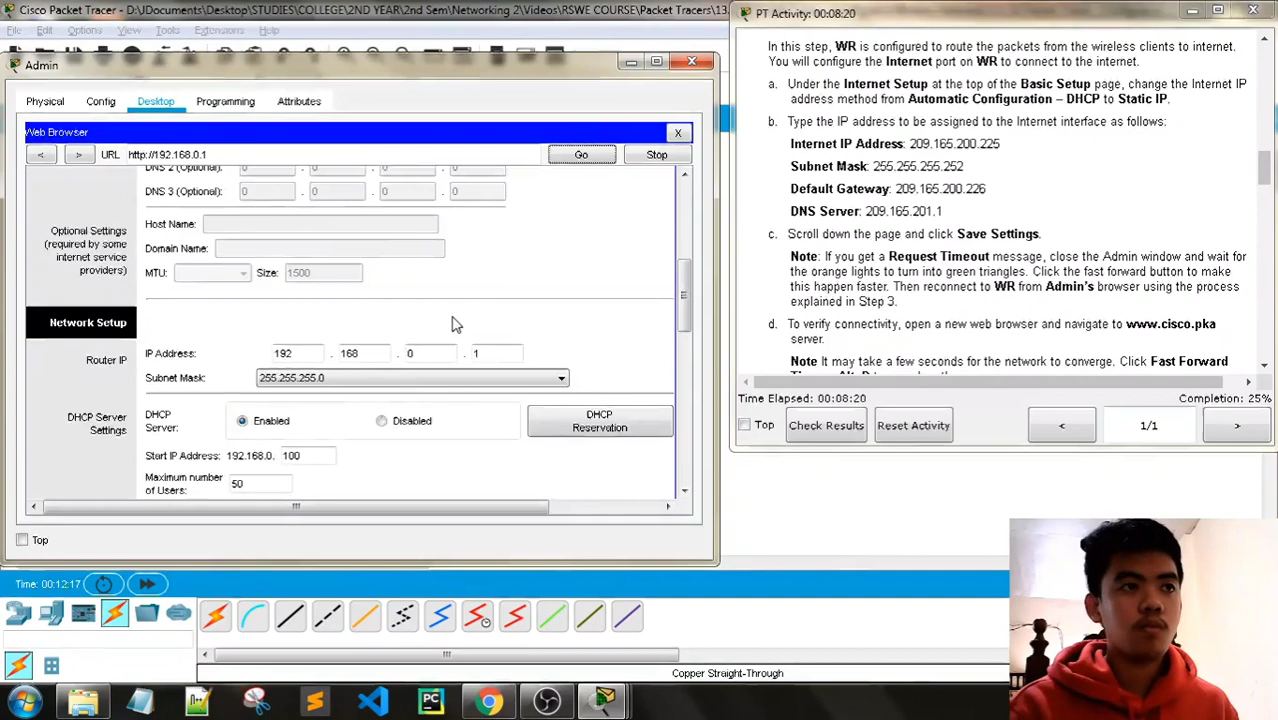 Cisco Packet Tracer - D:\JDocuments\Desktop\STUDIES\COLLEGE\2ND YEAR\2nd Sem\Networking 2\Videos\RSWE COURSE\Packet Tracers\13.
File Edit Options View Tools Extensions Help
Admin
Physical Config Desktop Programming Attributes
Web Browser X
< > URL http://192.168.0.1 Go Stop
DNS 2 (Optional): 0 . 0 . 0 . 0
DNS 3 (Optional): 0 . 0 . 0 . 0
Optional Settings
(required by some
internet service
providers)
Host Name:
Domain Name:
MTU: Size: 1500
Network Setup
Router IP
IP Address: 192 . 168 . 0 . 1
Subnet Mask: 255.255.255.0
DHCP Server
Settings
DHCP
Server:
Enabled Disabled
DHCP
Reservation
Start IP Address: 192.168.0. 100
Maximum number
of Users: 50
Top
PT Activity: 00:08:20
In this step, WR is configured to route the packets from the wireless clients to internet.
You will configure the Internet port on WR to connect to the internet.
a. Under the Internet Setup at the top of the Basic Setup page, change the Internet IP
address method from Automatic Configuration – DHCP to Static IP.
b. Type the IP address to be assigned to the Internet interface as follows:
Internet IP Address: 209.165.200.225
Subnet Mask: 255.255.255.252
Default Gateway: 209.165.200.226
DNS Server: 209.165.201.1
c. Scroll down the page and click Save Settings.
Note: If you get a Request Timeout message, close the Admin window and wait for
the orange lights to turn into green triangles. Click the fast forward button to make
this happen faster. Then reconnect to WR from Admin's browser using the process
explained in Step 3.
d. To verify connectivity, open a new web browser and navigate to www.cisco.pka
server.
Note It may take a few seconds for the network to converge. Click Fast Forward
Time Elapsed: 00:08:20 Completion: 25%
Top Check Results Reset Activity < 1/1 >
Time: 00:12:17
Copper Straight-Through